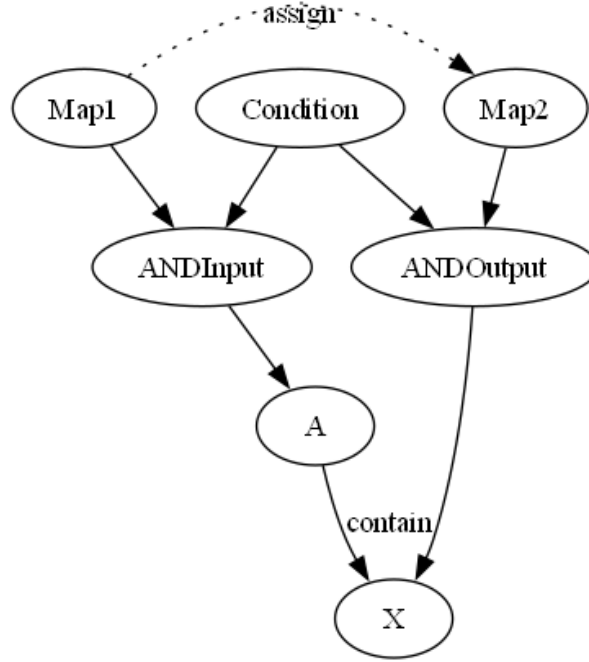 assign
Map1
Condition
Map2
ANDInput
ANDOutput
A
contain
X